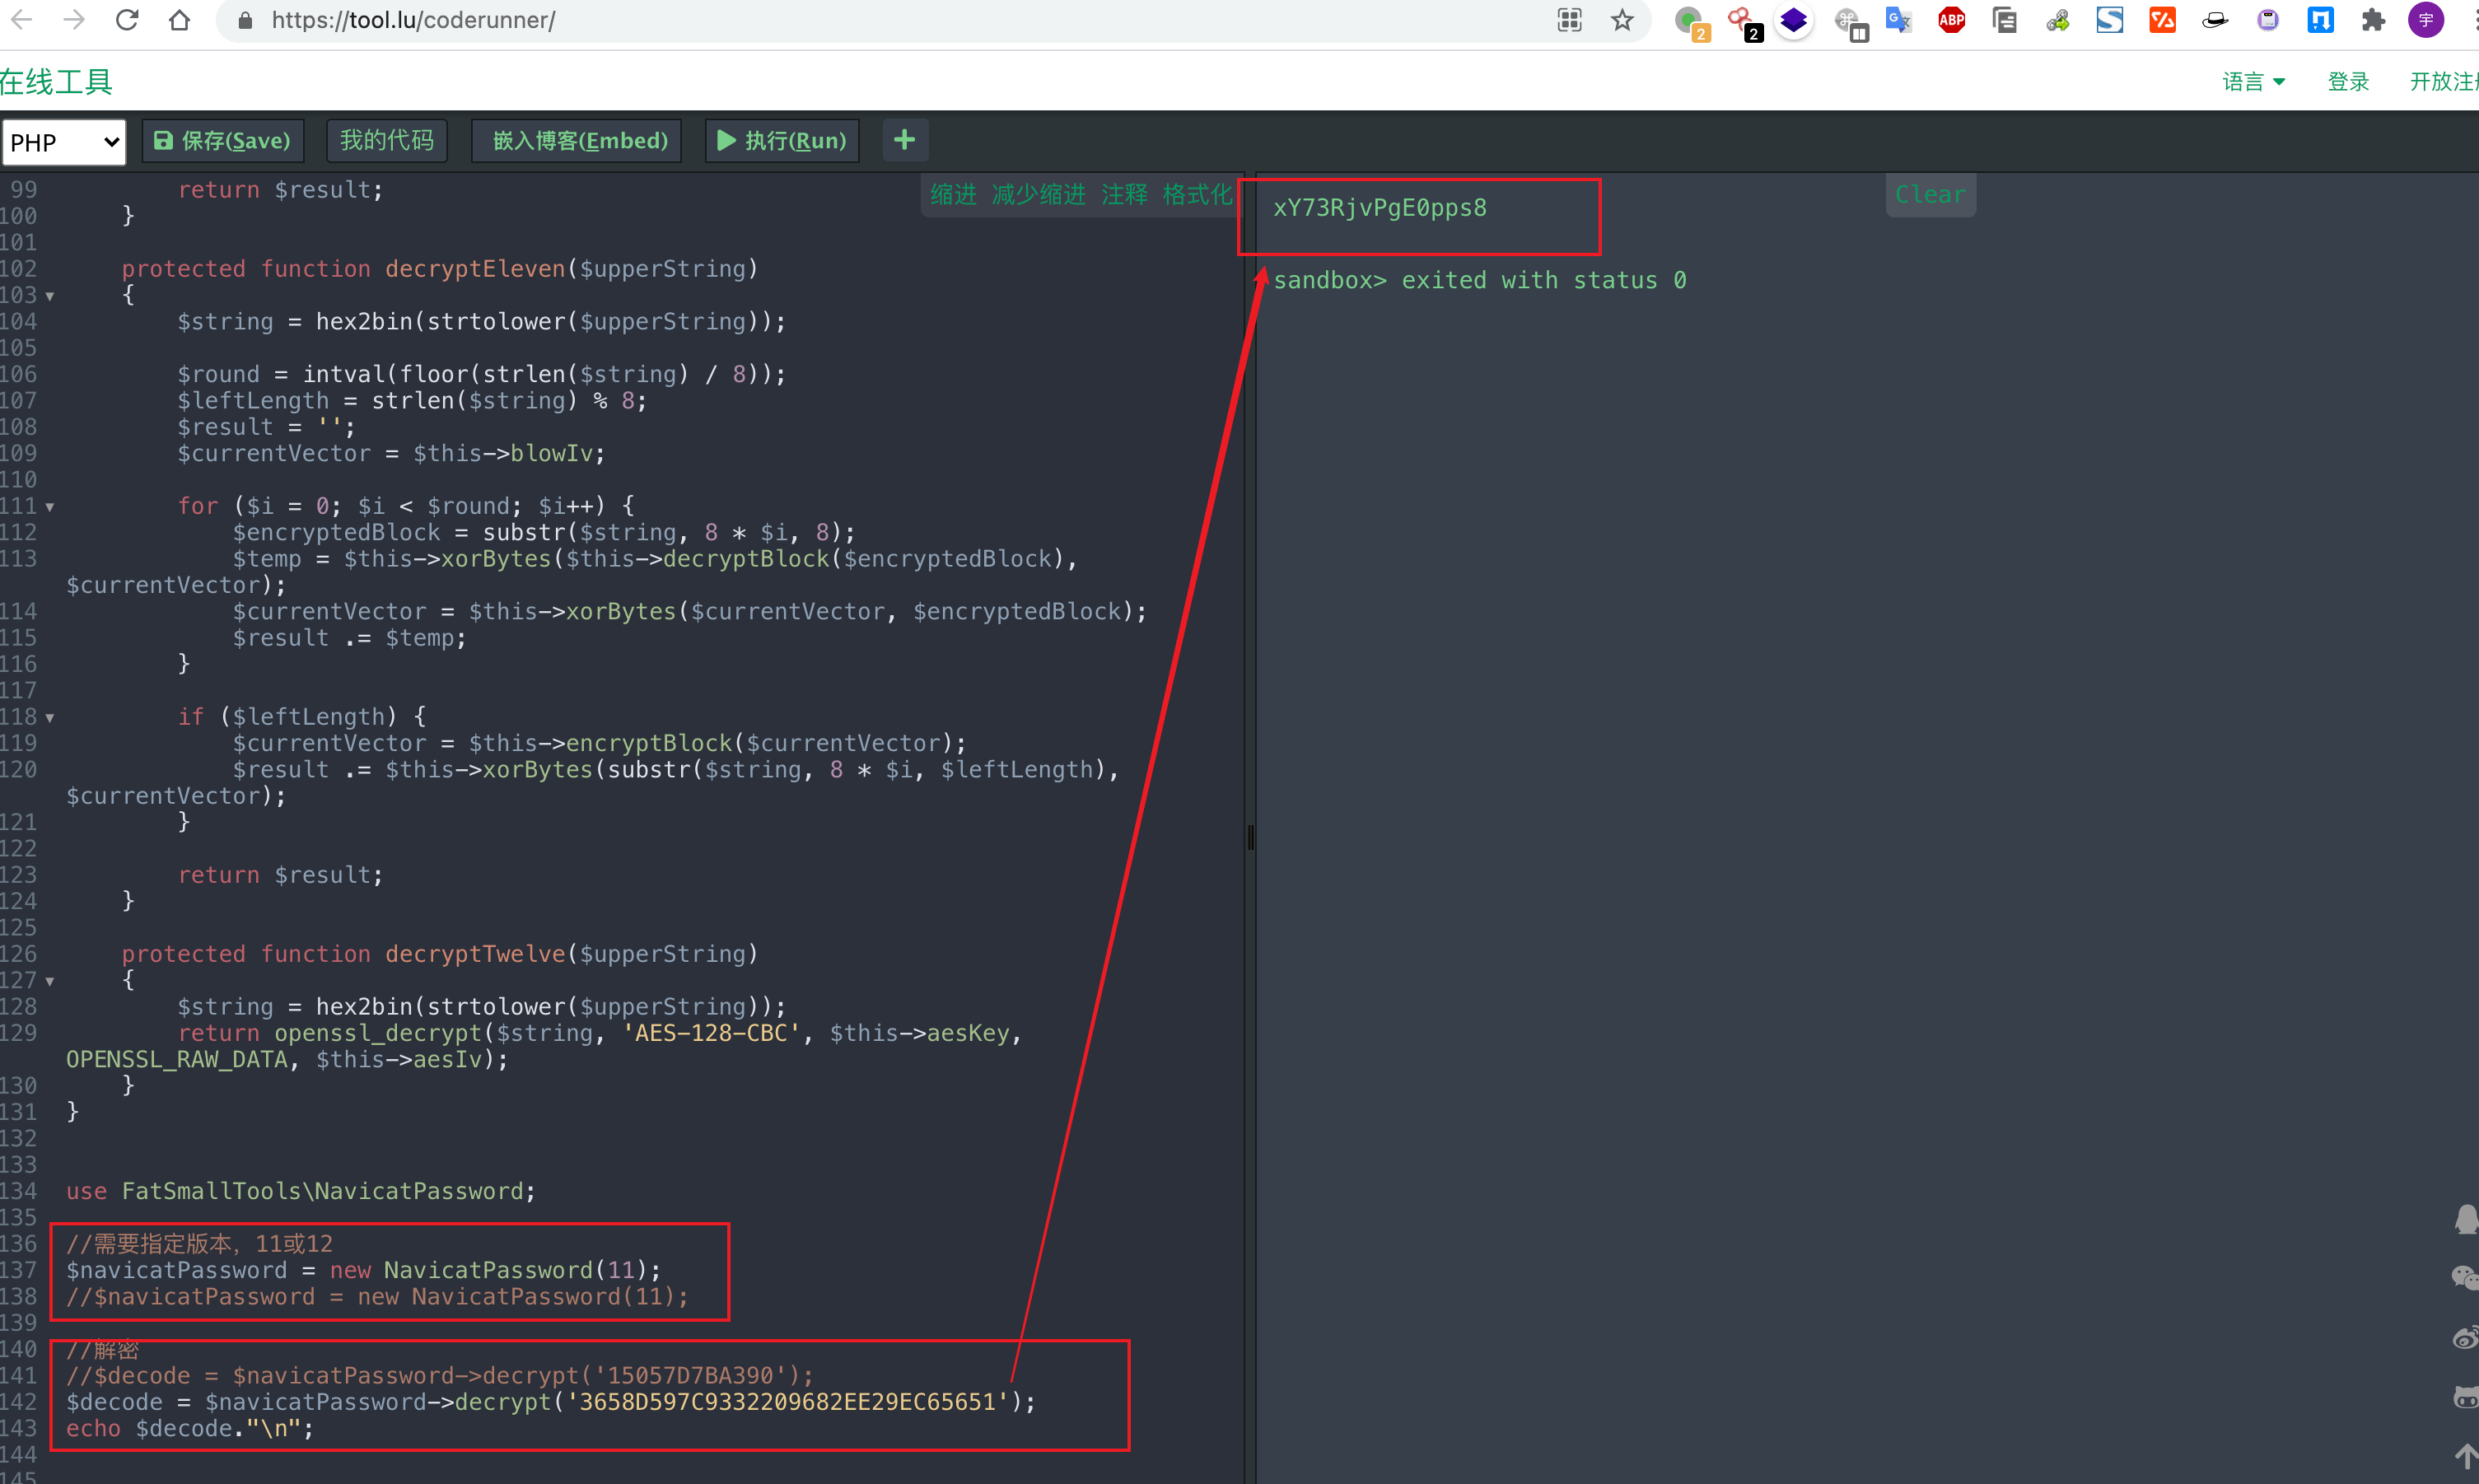 https://tool.lu/coderunner/
2
2
ABP
宇
在线工具
语言
登录
开放注册
PHP
保存(Save)
我的代码
嵌入博客(Embed)
执行(Run)
+
缩进 减少缩进 注释 格式化
99 return $result;
100 }
101
102 protected function decryptEleven($upperString)
103 {
104 $string = hex2bin(strtolower($upperString));
105
106 $round = intval(floor(strlen($string) / 8));
107 $leftLength = strlen($string) % 8;
108 $result = '';
109 $currentVector = $this->blowIv;
110
111 for ($i = 0; $i < $round; $i++) {
112 $encryptedBlock = substr($string, 8 * $i, 8);
113 $temp = $this->xorBytes($this->decryptBlock($encryptedBlock),
$currentVector);
114 $currentVector = $this->xorBytes($currentVector, $encryptedBlock);
115 $result .= $temp;
116 }
117
118 if ($leftLength) {
119 $currentVector = $this->encryptBlock($currentVector);
120 $result .= $this->xorBytes(substr($string, 8 * $i, $leftLength),
$currentVector);
121 }
122
123 return $result;
124 }
125
126 protected function decryptTwelve($upperString)
127 {
128 $string = hex2bin(strtolower($upperString));
129 return openssl_decrypt($string, 'AES-128-CBC', $this->aesKey,
OPENSSL_RAW_DATA, $this->aesIv);
130 }
131 }
132
133
134 use FatSmallTools\NavicatPassword;
135
136 //需要指定版本，11或12
137 $navicatPassword = new NavicatPassword(11);
138 //$navicatPassword = new NavicatPassword(11);
139
140 //解密
141 //$decode = $navicatPassword->decrypt('15057D7BA390');
142 $decode = $navicatPassword->decrypt('3658D597C9332209682EE29EC65651');
143 echo $decode."\n";
144
145
xY73RjvPgE0pps8
Clear
sandbox> exited with status 0